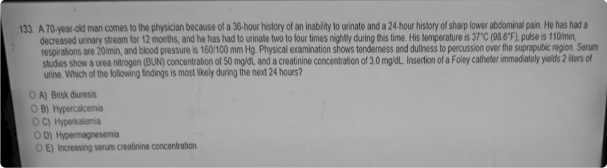 133. A 70-year-old man comes to the physician because of a 36-hour history of an inability to urinate and a 24-hour history of sharp lower abdominal pain. He has had a
decreased urinary stream for 12 months, and he has had to urinate two to four times nightly during this time. His temperature is 37°C (98.6°F), pulse is 110/min,
respirations are 20/min, and blood pressure is 160/100 mm Hg. Physical examination shows tenderness and dullness to percussion over the suprapubic region. Serum
studies show a urea nitrogen (BUN) concentration of 50 mg/dL and a creatinine concentration of 3.0 mg/dL. Insertion of a Foley catheter immediately yields 2 liters of
urine. Which of the following findings is most likely during the next 24 hours?
A) Brisk diuresis
B) Hypercalcemia
C) Hyperkalemia
D) Hypermagnesemia
E) Increasing serum creatinine concentration